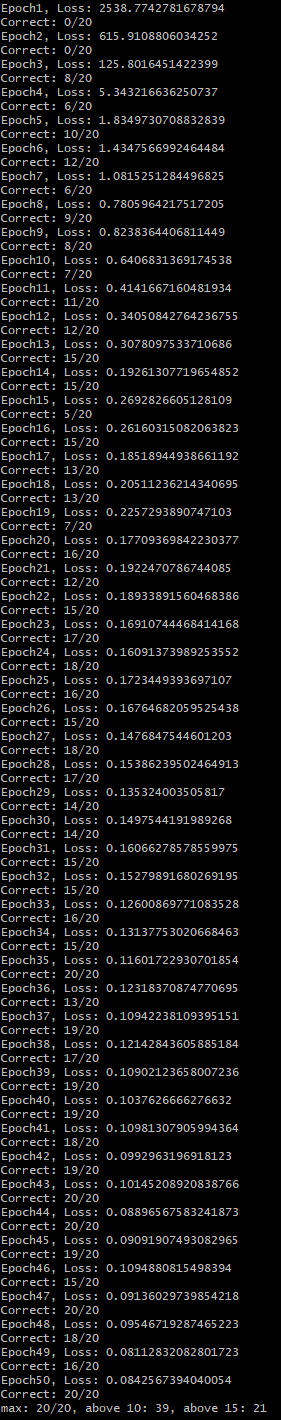 Epoch1, Loss: 2538.7742781678794
Correct: 0/20
Epoch2, Loss: 615.9108806034252
Correct: 0/20
Epoch3, Loss: 125.8016451422399
Correct: 8/20
Epoch4, Loss: 5.343216636250737
Correct: 6/20
Epoch5, Loss: 1.8349730708832839
Correct: 10/20
Epoch6, Loss: 1.4347566992464484
Correct: 12/20
Epoch7, Loss: 1.0815251284496825
Correct: 6/20
Epoch8, Loss: 0.7805964217517205
Correct: 9/20
Epoch9, Loss: 0.8238364406811449
Correct: 8/20
Epoch10, Loss: 0.6406831369174538
Correct: 7/20
Epoch11, Loss: 0.4141667160481934
Correct: 11/20
Epoch12, Loss: 0.34050842764236755
Correct: 12/20
Epoch13, Loss: 0.3078097533710686
Correct: 15/20
Epoch14, Loss: 0.19261307719654852
Correct: 15/20
Epoch15, Loss: 0.2692826605128109
Correct: 5/20
Epoch16, Loss: 0.26160315082063823
Correct: 15/20
Epoch17, Loss: 0.18518944938661192
Correct: 13/20
Epoch18, Loss: 0.20511236214340695
Correct: 13/20
Epoch19, Loss: 0.2257293890747103
Correct: 7/20
Epoch20, Loss: 0.17709369842230377
Correct: 16/20
Epoch21, Loss: 0.1922470786744085
Correct: 12/20
Epoch22, Loss: 0.18933891560468386
Correct: 15/20
Epoch23, Loss: 0.16910744468414168
Correct: 17/20
Epoch24, Loss: 0.16091373989253552
Correct: 18/20
Epoch25, Loss: 0.1723449393697107
Correct: 16/20
Epoch26, Loss: 0.16764682059525438
Correct: 15/20
Epoch27, Loss: 0.1476847544601203
Correct: 18/20
Epoch28, Loss: 0.15386239502464913
Correct: 17/20
Epoch29, Loss: 0.135324003505817
Correct: 14/20
Epoch30, Loss: 0.1497544191989268
Correct: 14/20
Epoch31, Loss: 0.16066278578559975
Correct: 15/20
Epoch32, Loss: 0.15279891680269195
Correct: 15/20
Epoch33, Loss: 0.12600869771083528
Correct: 16/20
Epoch34, Loss: 0.13137753020668463
Correct: 15/20
Epoch35, Loss: 0.11601722930701854
Correct: 20/20
Epoch36, Loss: 0.12318370874770695
Correct: 13/20
Epoch37, Loss: 0.10942238109395151
Correct: 19/20
Epoch38, Loss: 0.12142843605885184
Correct: 17/20
Epoch39, Loss: 0.10902123658007236
Correct: 19/20
Epoch40, Loss: 0.1037626666276632
Correct: 19/20
Epoch41, Loss: 0.10981307905994364
Correct: 18/20
Epoch42, Loss: 0.0992963196918123
Correct: 19/20
Epoch43, Loss: 0.10145208920838766
Correct: 20/20
Epoch44, Loss: 0.08896567583241873
Correct: 20/20
Epoch45, Loss: 0.09091907493082965
Correct: 19/20
Epoch46, Loss: 0.1094880815498394
Correct: 15/20
Epoch47, Loss: 0.09136029739854218
Correct: 20/20
Epoch48, Loss: 0.09546719287465223
Correct: 18/20
Epoch49, Loss: 0.08112832082801723
Correct: 16/20
Epoch50, Loss: 0.0842567394040054
Correct: 20/20
max: 20/20, above 10: 39, above 15: 21